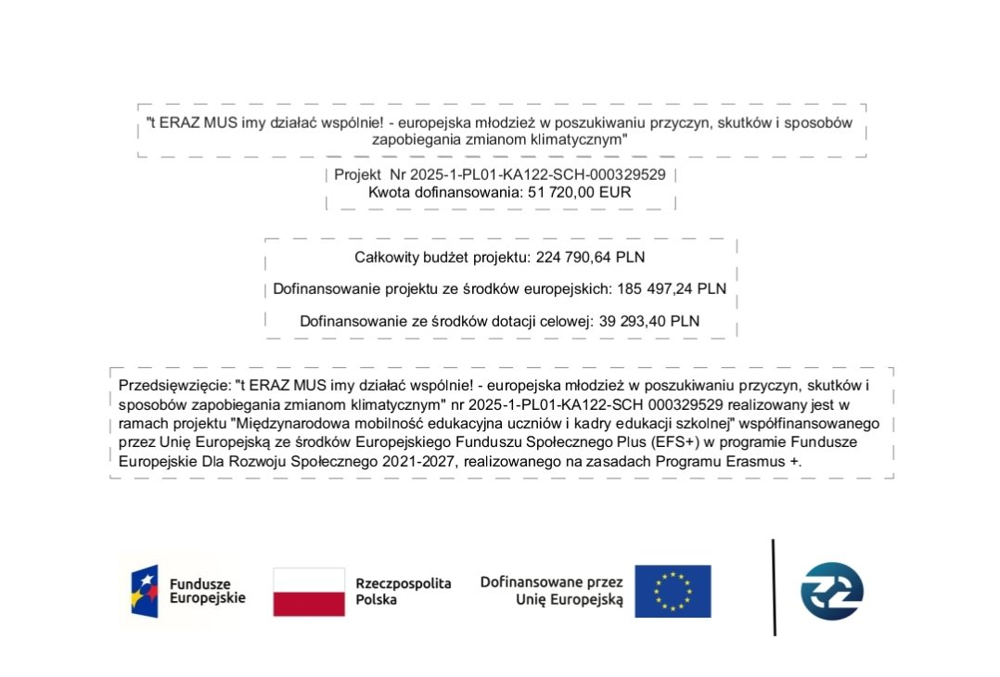 "t ERAZ MUS imy działać wspólnie! - europejska młodzież w poszukiwaniu przyczyn, skutków i sposobów
zapobiegania zmianom klimatycznym"
Projekt Nr 2025-1-PL01-KA122-SCH-000329529
Kwota dofinansowania: 51 720,00 EUR
Całkowity budżet projektu: 224 790,64 PLN
Dofinansowanie projektu ze środków europejskich: 185 497,24 PLN
Dofinansowanie ze środków dotacji celowej: 39 293,40 PLN
Przedsięwzięcie: "t ERAZ MUS imy działać wspólnie! - europejska młodzież w poszukiwaniu przyczyn, skutków i
sposobów zapobiegania zmianom klimatycznym" nr 2025-1-PL01-KA122-SCH 000329529 realizowany jest w
ramach projektu "Międzynarodowa mobilność edukacyjna uczniów i kadry edukacji szkolnej" współfinansowanego
przez Unię Europejską ze środków Europejskiego Funduszu Społecznego Plus (EFS+) w programie Fundusze
Europejskie Dla Rozwoju Społecznego 2021-2027, realizowanego na zasadach Programu Erasmus +.
Fundusze
Europejskie
Rzeczpospolita
Polska
Dofinansowane przez
Unię Europejską
32